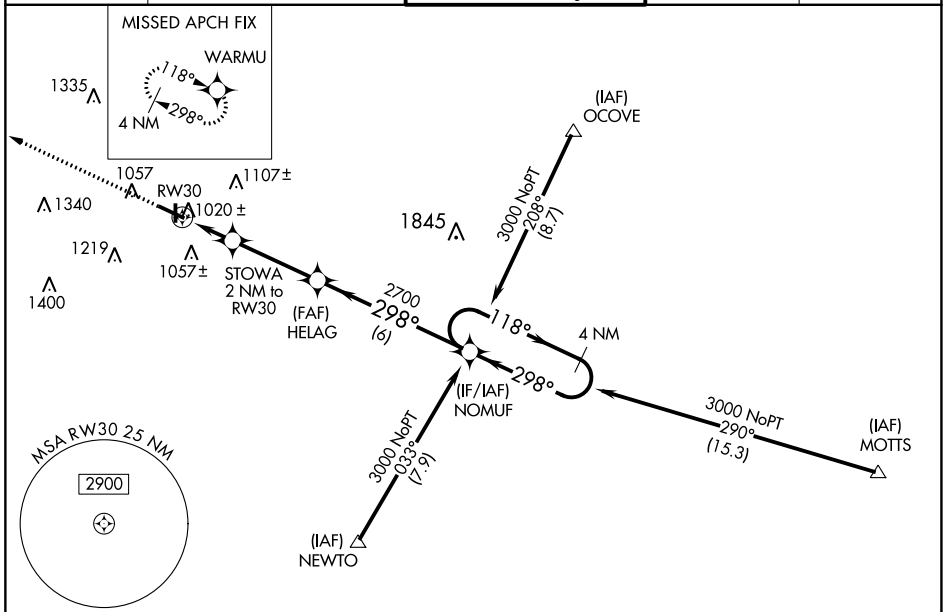 MISSED APCH FIX
WARMU
118°
298°
4 NM
1335
(IAF)
OCOVE
1057
1107±
RW30
1020 ±
1340
3000 NoPT
208°
(8.7)
1845
1219
1057±
STOWA
2 NM to
RW30
1400
2700
298°
(6)
(FAF)
HELAG
118°
4 NM
298°
(IF/IAF)
NOMUF
3000 NoPT
290°
(15.3)
(IAF)
MOTTS
MSA RW30 25 NM
2900
3000 NoPT
033°
(7.9)
(IAF)
NEWTO